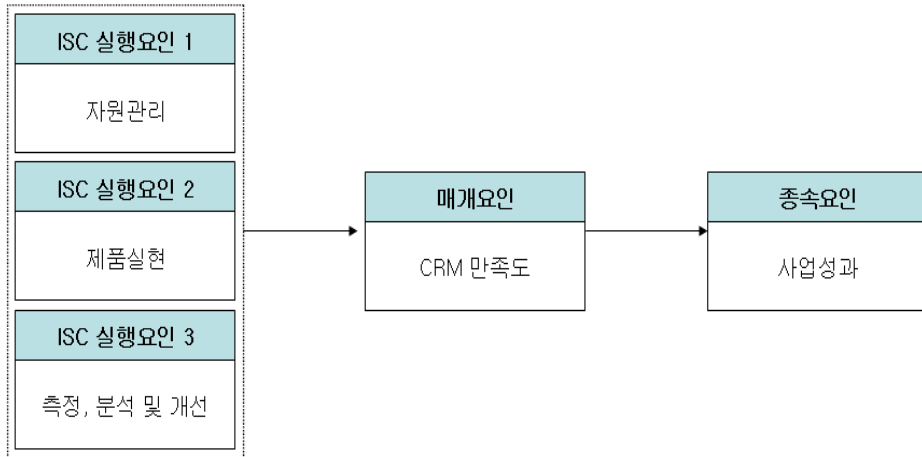 ISC 실행요인 1
자원관리
ISC 실행요인 2
제품실현
ISC 실행요인 3
측정, 분석 및 개선
매개요인
CRM 만족도
종속요인
사업성과